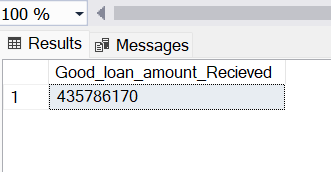 100 %
Results Messages
Good_loan_amount_Recieved
1 435786170